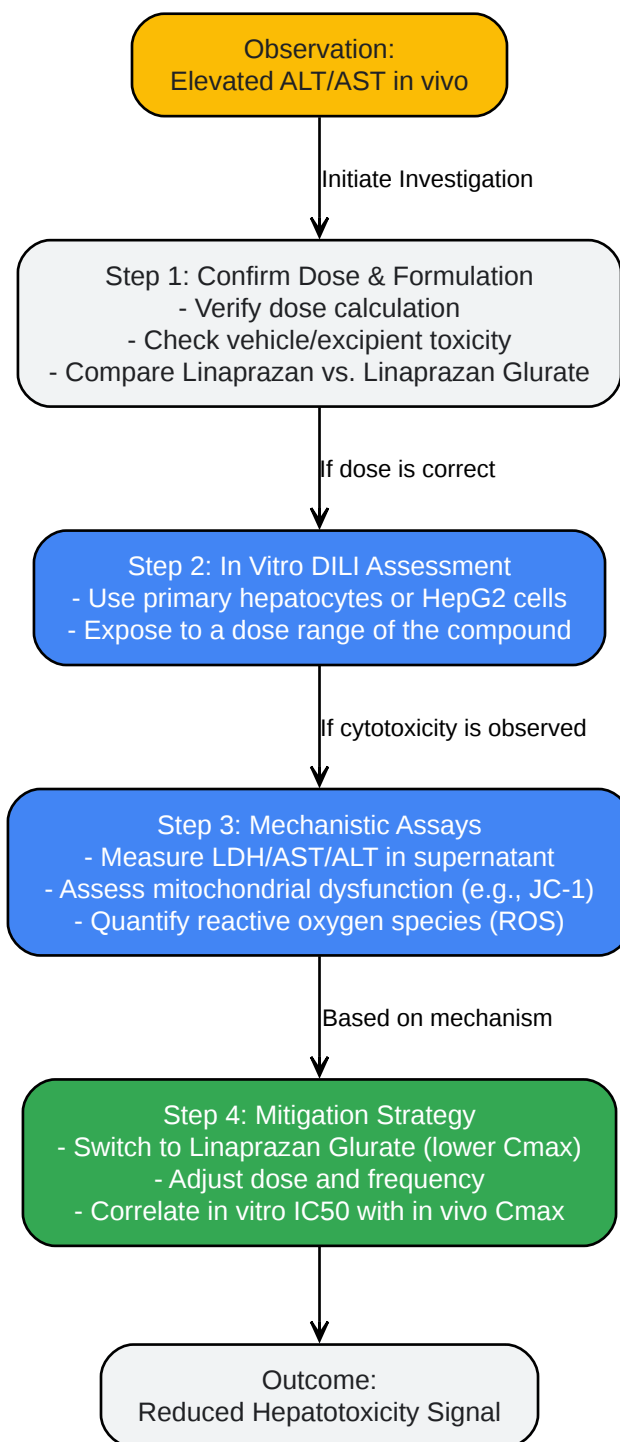 Observation:
Elevated ALT/AST in vivo
Initiate Investigation
Step 1: Confirm Dose & Formulation
- Verify dose calculation
- Check vehicle/excipient toxicity
- Compare Linaprazan vs. Linaprazan Glurate
If dose is correct
Step 2: In Vitro DILI Assessment
- Use primary hepatocytes or HepG2 cells
- Expose to a dose range of the compound
If cytotoxicity is observed
Step 3: Mechanistic Assays
- Measure LDH/AST/ALT in supernatant
- Assess mitochondrial dysfunction (e.g., JC-1)
- Quantify reactive oxygen species (ROS)
Based on mechanism
Step 4: Mitigation Strategy
- Switch to Linaprazan Glurate (lower Cmax)
- Adjust dose and frequency
- Correlate in vitro IC50 with in vivo Cmax
Outcome:
Reduced Hepatotoxicity Signal